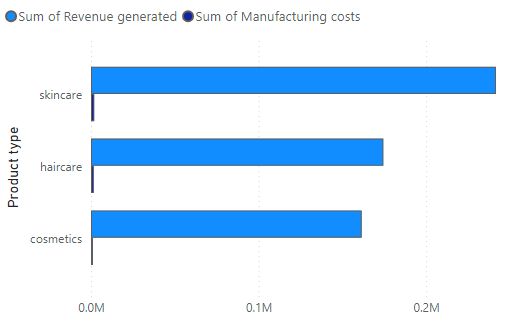 Sum of Revenue generated Sum of Manufacturing costs
Product type
skincare
haircare
cosmetics
0.0M 0.1M 0.2M